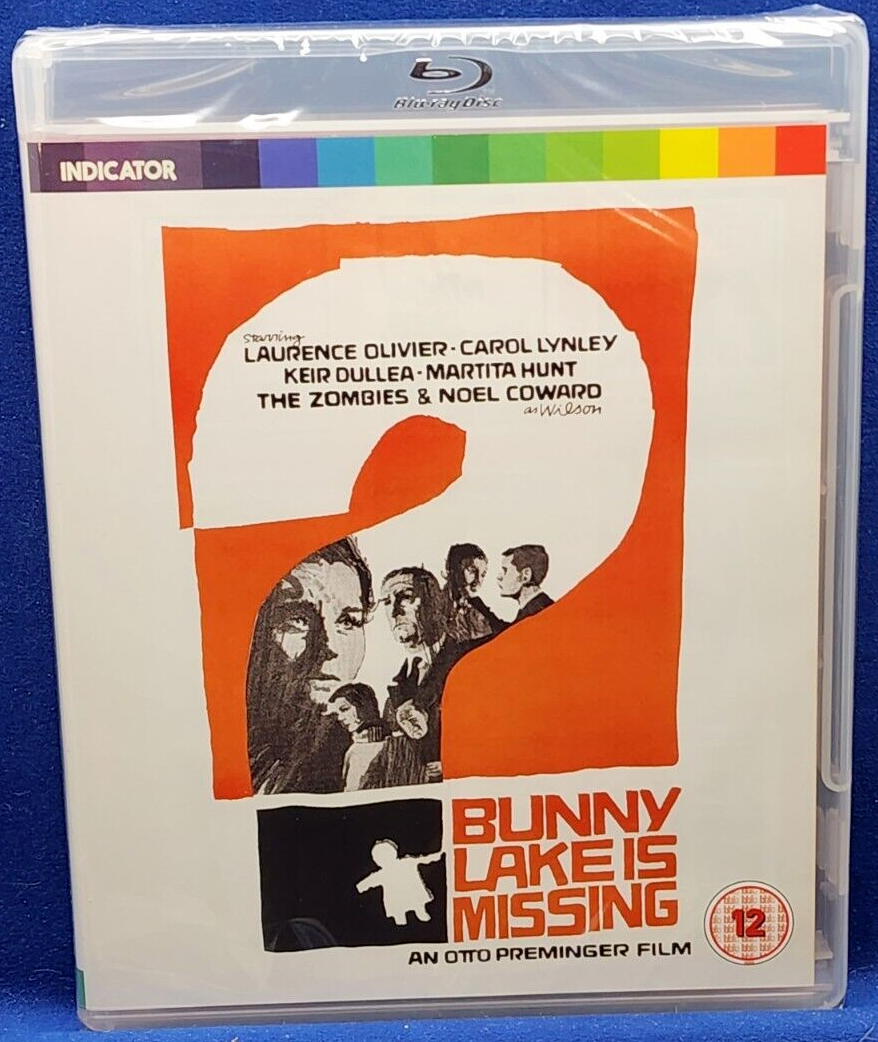 Blu-ray Disc
INDICATOR
starring
LAURENCE OLIVIER - CAROL LYNLEY
KEIR DULLEA - MARTITA HUNT
THE ZOMBIES & NOEL COWARD
as Wilson
BUNNY
LAKE IS
MISSING
12
AN OTTO PREMINGER FILM